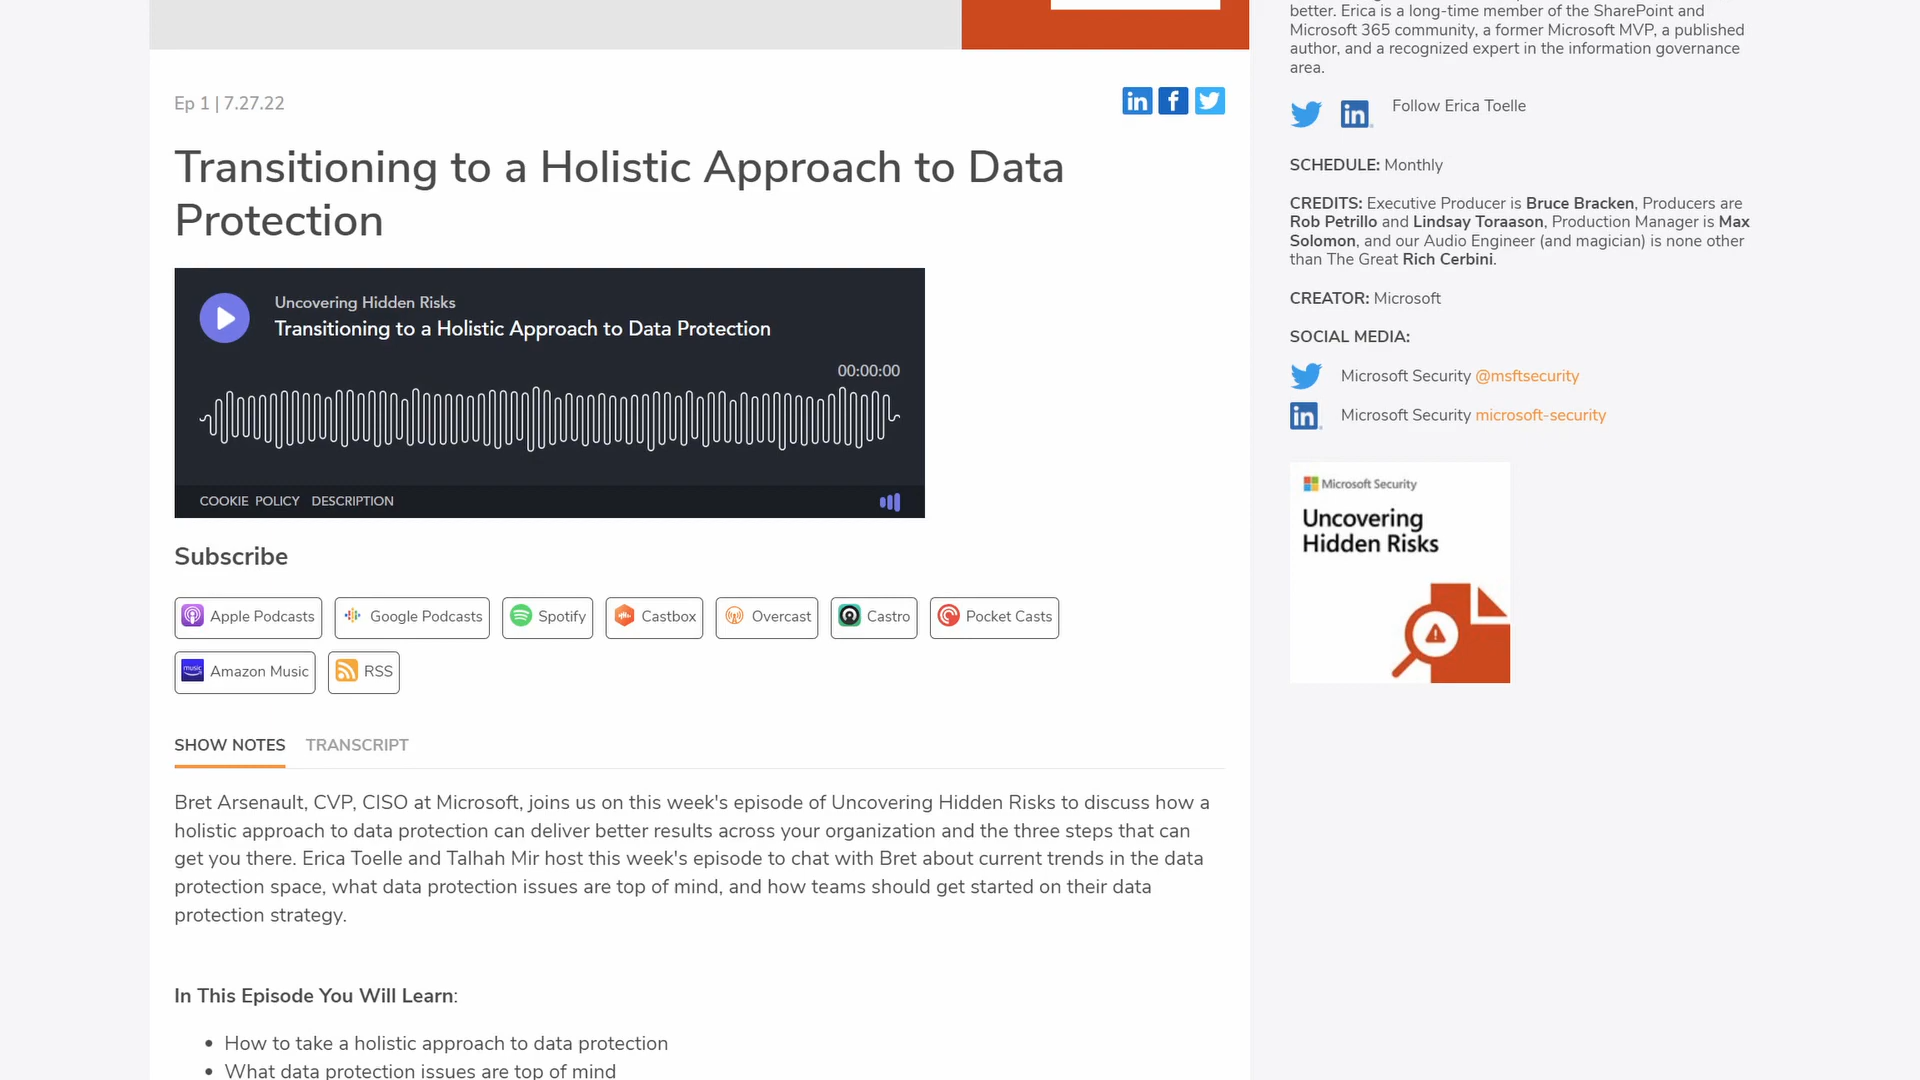 Ep 1 | 7.27.22
Transitioning to a Holistic Approach to Data
Protection
Uncovering Hidden Risks
Transitioning to a Holistic Approach to Data Protection
00:00:00
COOKIE POLICY DESCRIPTION
Subscribe
Apple Podcasts
Google Podcasts
Spotify
Castbox
Overcast
Castro
Pocket Casts
Amazon Music
RSS
SHOW NOTES
TRANSCRIPT
Bret Arsenault, CVP, CISO at Microsoft, joins us on this week's episode of Uncovering Hidden Risks to discuss how a
holistic approach to data protection can deliver better results across your organization and the three steps that can
get you there. Erica Toelle and Talhah Mir host this week's episode to chat with Bret about current trends in the data
protection space, what data protection issues are top of mind, and how teams should get started on their data
protection strategy.
In This Episode You Will Learn:
• How to take a holistic approach to data protection
• What data protection issues are top of mind
better. Erica is a long-time member of the SharePoint and
Microsoft 365 community, a former Microsoft MVP, a published
author, and a recognized expert in the information governance
area.
Follow Erica Toelle
SCHEDULE: Monthly
CREDITS: Executive Producer is Bruce Bracken, Producers are
Rob Petrillo and Lindsay Toraason, Production Manager is Max
Solomon, and our Audio Engineer (and magician) is none other
than The Great Rich Cerbini.
CREATOR: Microsoft
SOCIAL MEDIA:
Microsoft Security @msftsecurity
Microsoft Security microsoft-security
Microsoft Security
Uncovering
Hidden Risks